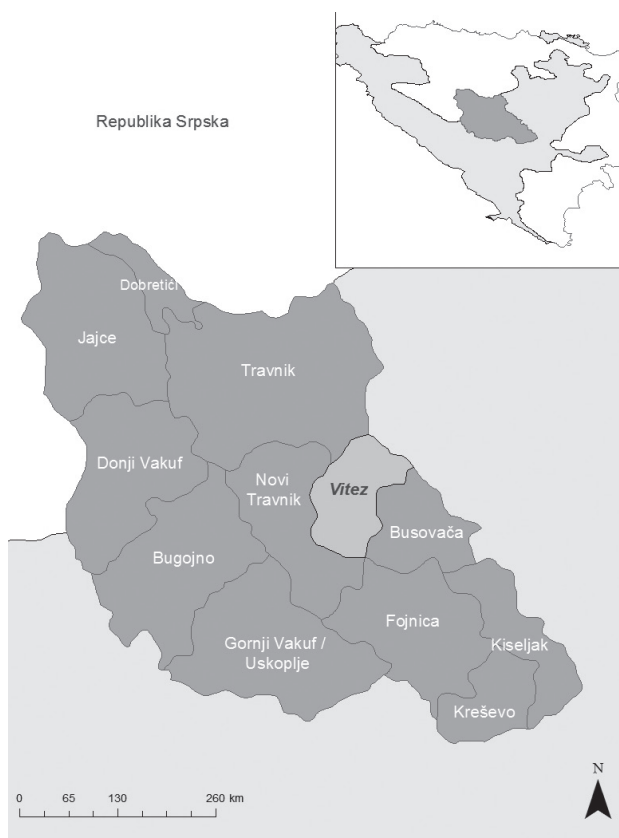 Republika Srpska
Dobretići
Jajce
Travnik
Donji Vakuf
Novi
Travnik
Vitez
Busovača
Bugojno
Fojnica
Gornji Vakuf /
Uskoplje
Kiseljak
Kreševo
N
0 65 130 260 km